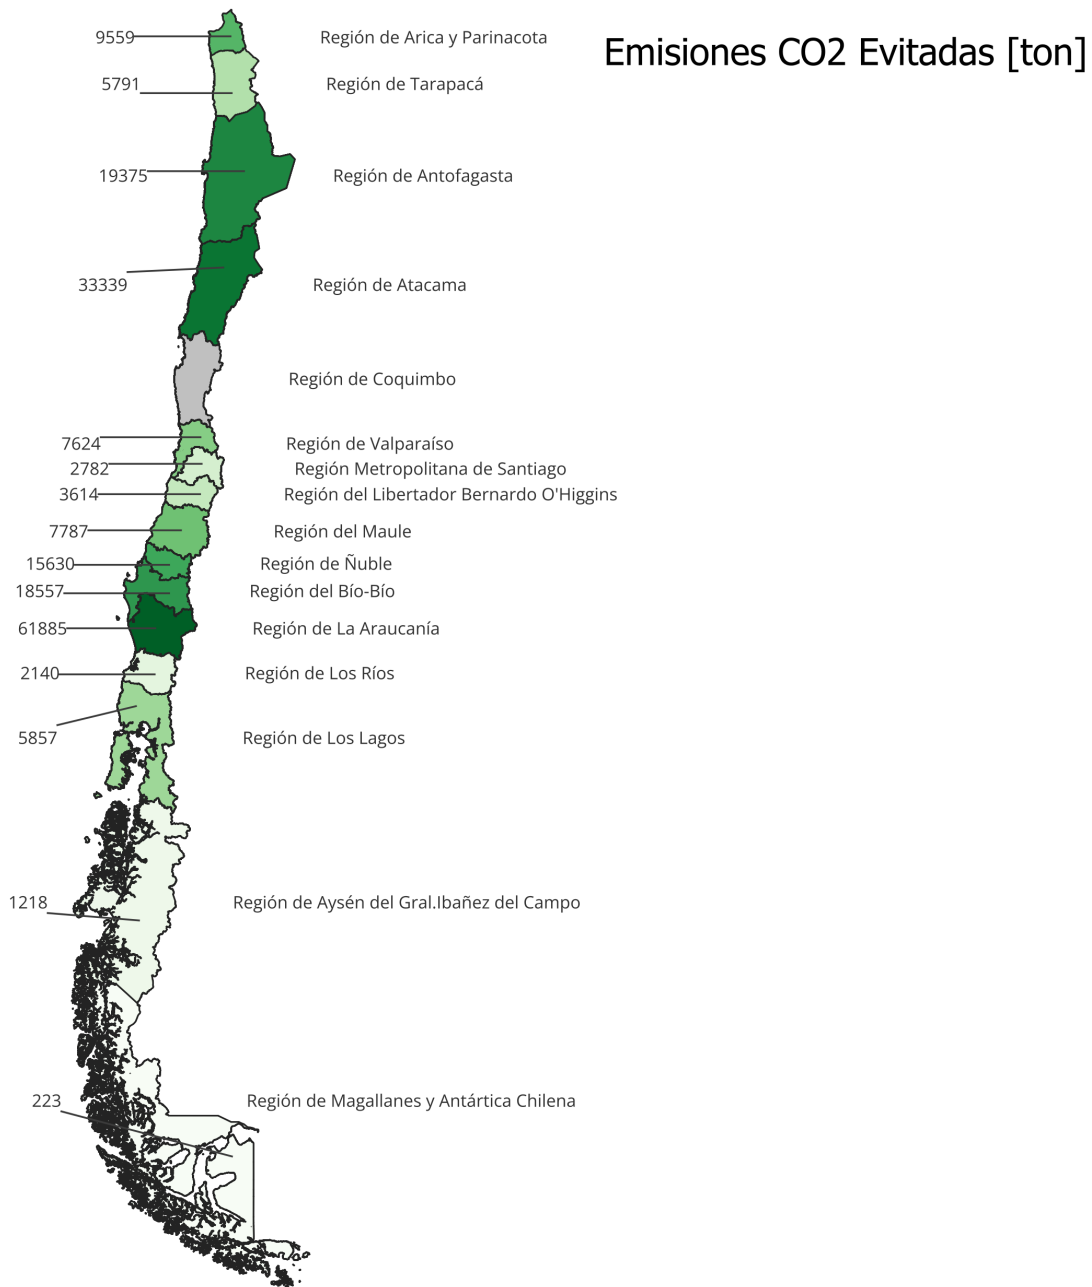 Emisiones CO2 Evitadas [ton]
9559 Región de Arica y Parinacota
5791 Región de Tarapacá
19375 Región de Antofagasta
33339 Región de Atacama
Región de Coquimbo
7624 Región de Valparaíso
2782 Región Metropolitana de Santiago
3614 Región del Libertador Bernardo O'Higgins
7787 Región del Maule
15630 Región de Ñuble
18557 Región del Bío-Bío
61885 Región de La Araucanía
2140 Región de Los Ríos
5857 Región de Los Lagos
1218 Región de Aysén del Gral.Ibañez del Campo
223 Región de Magallanes y Antártica Chilena